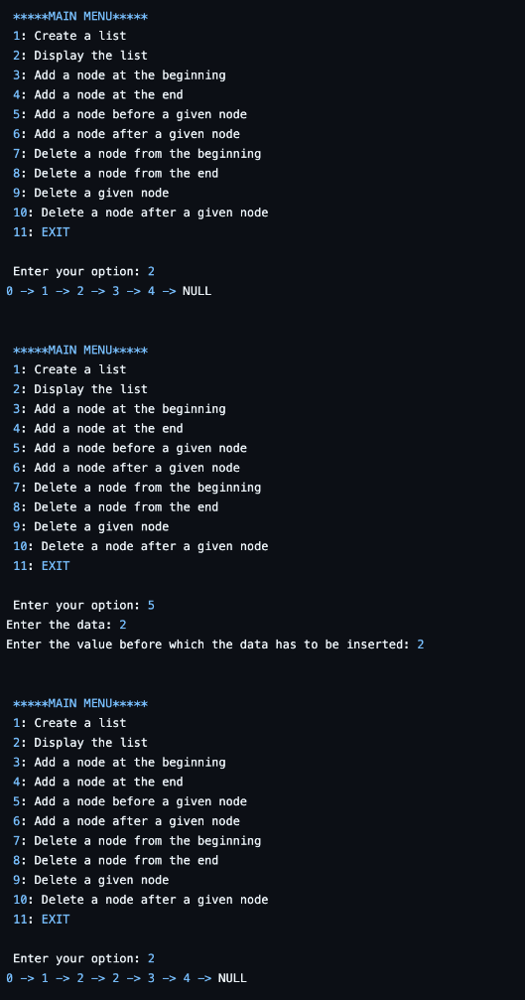 *****MAIN MENU*****
1: Create a list
2: Display the list
3: Add a node at the beginning
4: Add a node at the end
5: Add a node before a given node
6: Add a node after a given node
7: Delete a node from the beginning
8: Delete a node from the end
9: Delete a given node
10: Delete a node after a given node
11: EXIT
Enter your option: 2
0 -> 1 -> 2 -> 3 -> 4 -> NULL
*****MAIN MENU*****
1: Create a list
2: Display the list
3: Add a node at the beginning
4: Add a node at the end
5: Add a node before a given node
6: Add a node after a given node
7: Delete a node from the beginning
8: Delete a node from the end
9: Delete a given node
10: Delete a node after a given node
11: EXIT
Enter your option: 5
Enter the data: 2
Enter the value before which the data has to be inserted: 2
*****MAIN MENU*****
1: Create a list
2: Display the list
3: Add a node at the beginning
4: Add a node at the end
5: Add a node before a given node
6: Add a node after a given node
7: Delete a node from the beginning
8: Delete a node from the end
9: Delete a given node
10: Delete a node after a given node
11: EXIT
Enter your option: 2
0 -> 1 -> 2 -> 2 -> 3 -> 4 -> NULL